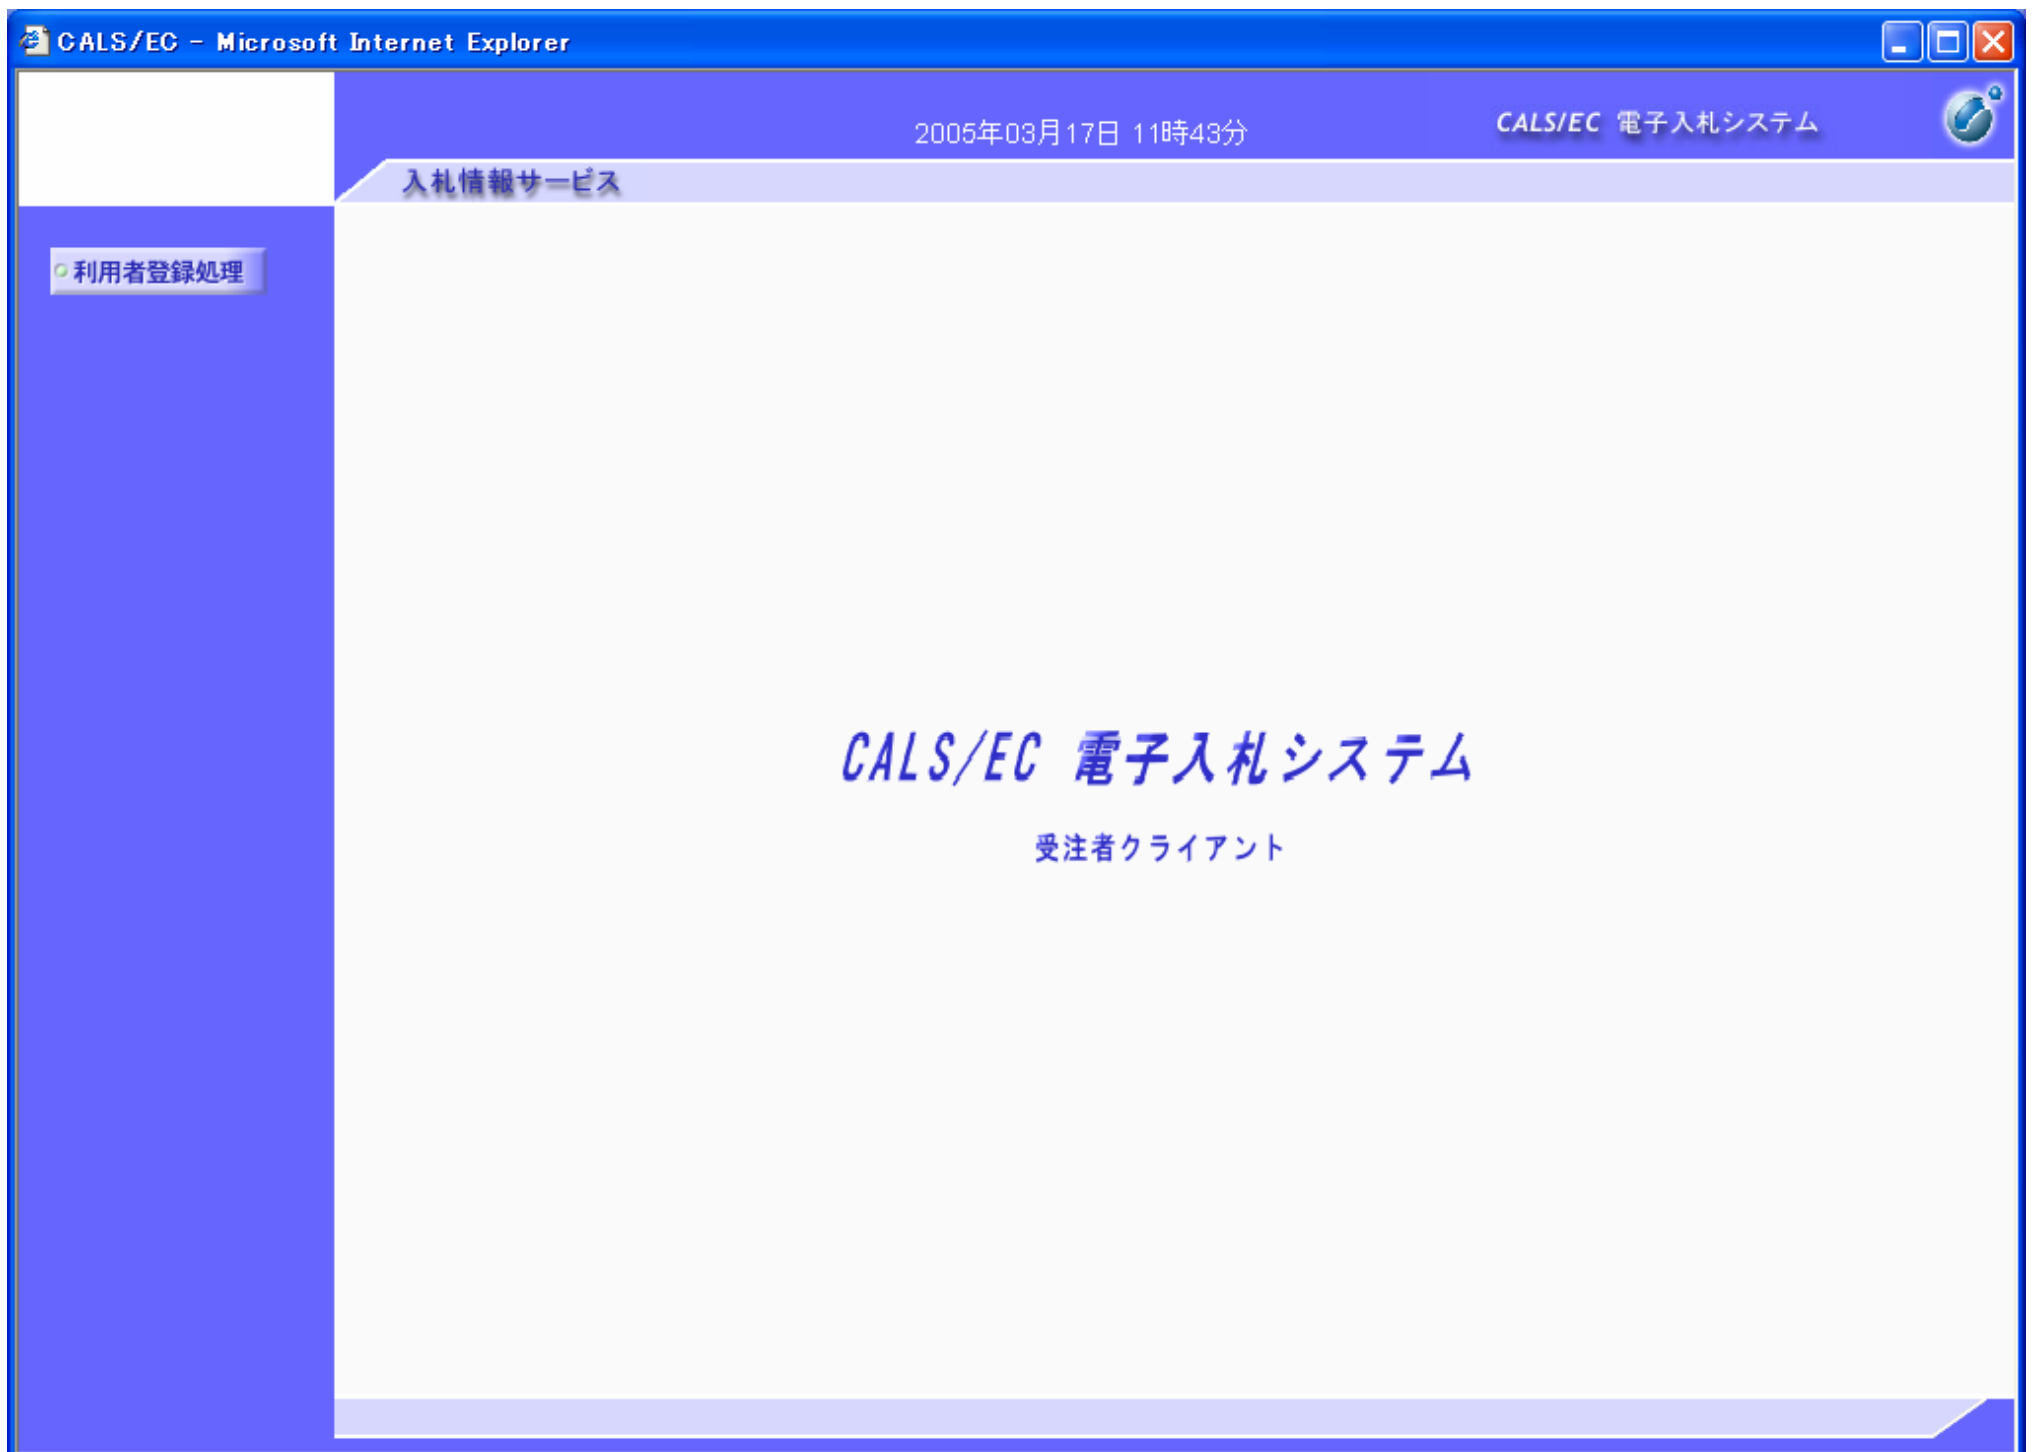 CALS/EC - Microsoft Internet Explorer
2005年03月17日 11時43分
CALS/EC 電子入札システム
入札情報サービス
利用者登録処理
CALS/EC 電子入札システム
受注者クライアント